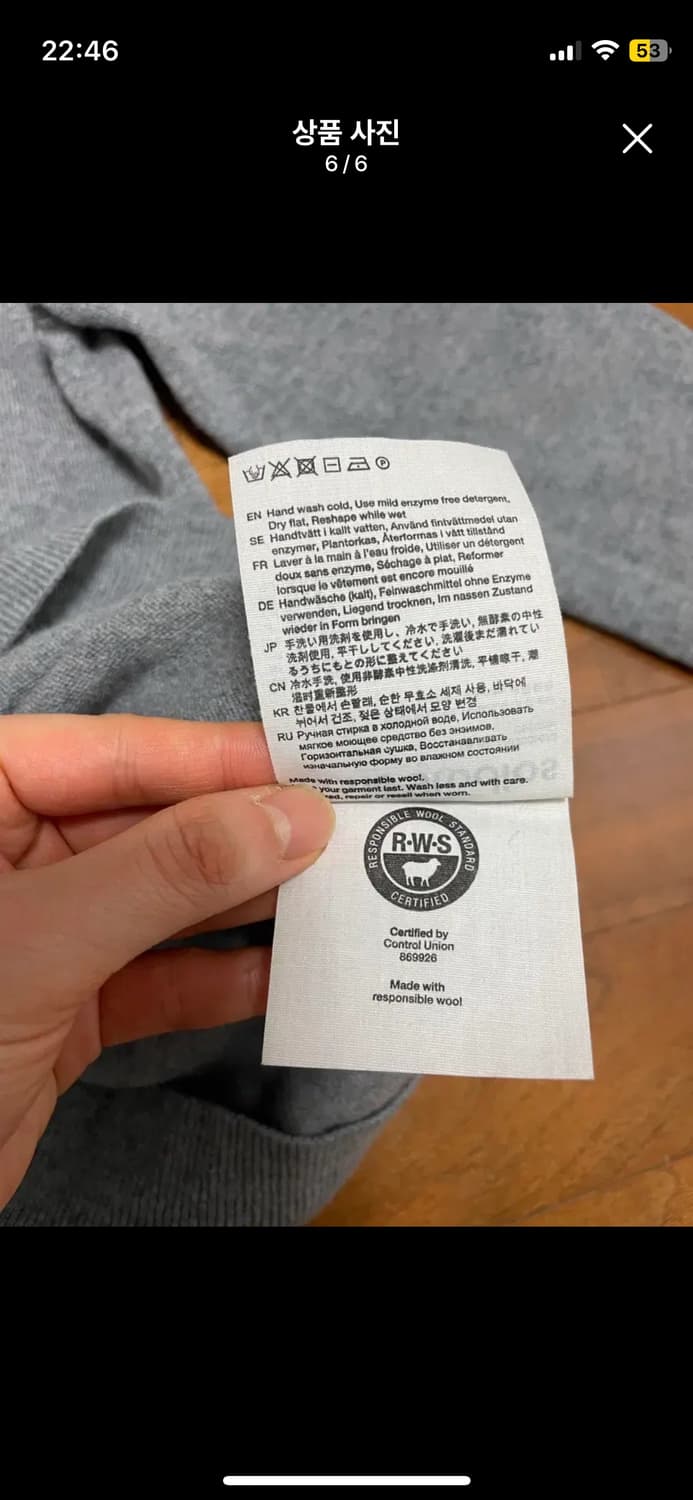 22:46
53
상품 사진
6/6
EN Hand wash cold, Use mild enzyme free detergent,
Dry flat, Reshape while wet
SE Handtvätt i kallt vatten, Använd fintvättmedel utan
enzymer, Plantorkas, Återformas i vått tillstånd
FR Laver à la main à l'eau froide, Utiliser un détergent
doux sans enzyme, Séchage à plat, Reformer
lorsque le vêtement est encore mouillé
DE Handwäsche (kalt), Feinwaschmittel ohne Enzyme
verwenden, Liegend trocknen, Im nassen Zustand
wieder in Form bringen
JP 手洗い用洗剤を使用し、冷水で手洗い, 無酵素の中性
洗剤使用, 平干ししてください, 洗濯後まだ濡れてい
るうちにもとの形に整えてください
CN 冷水手洗, 使用非酵素中性洗涤剂清洗, 平铺晾干, 潮
湿时重新整形
KR 찬물에서 손빨래, 순한 무효소 세제 사용, 바닥에
뉘어서 건조, 젖은 상태에서 모양 변경
RU Ручная стирка в холодной воде, Использовать
мягкое моющее средство без энзимов,
Горизонтальная сушка, Восстанавливать
изначальную форму во влажном состоянии
Made with responsible wool.
your garment last. Wash less and with care.
repair or resell when worn.
RESPONSIBLE WOOL STANDARD
R·W·S
CERTIFIED
Certified by
Control Union
869926
Made with
responsible wool